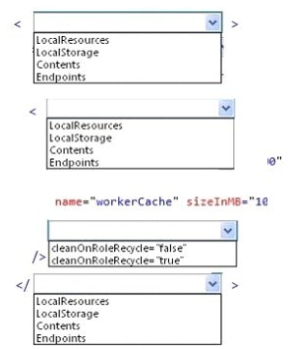 < >
LocalResources
LocalStorage
Contents
Endpoints
<
LocalResources
LocalStorage
Contents
Endpoints
0"
name="workerCache" sizeInMB="10
/> cleanOnRoleRecycle="false"
cleanOnRoleRecycle="true"
</ >
LocalResources
LocalStorage
Contents
Endpoints